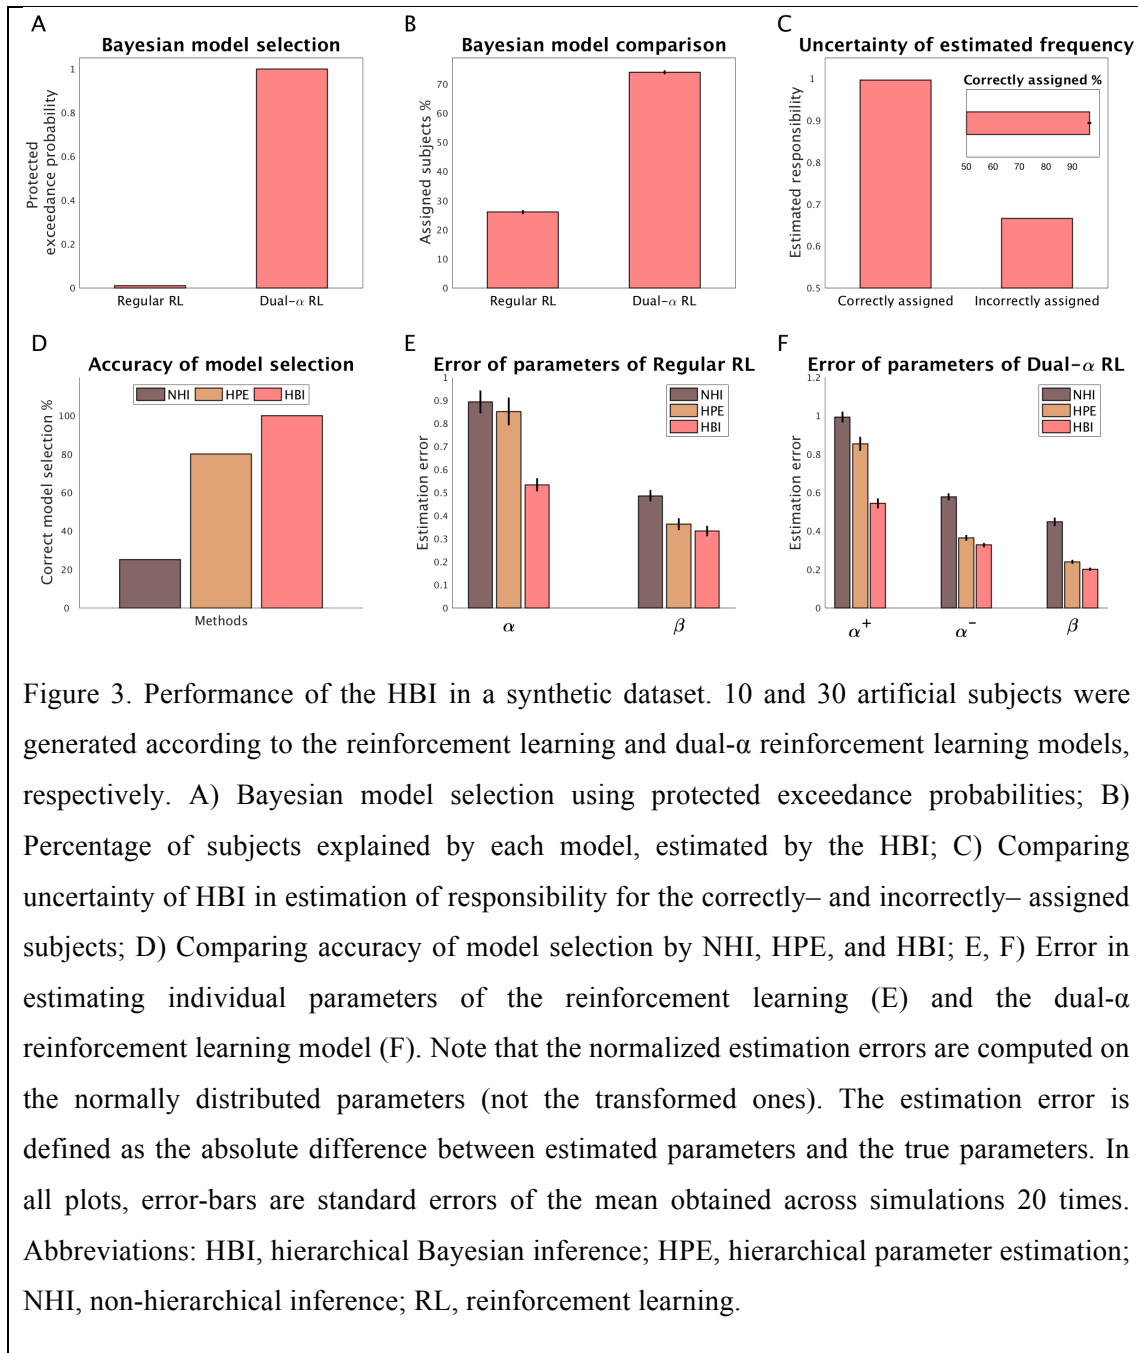 A
Bayesian model selection
Protected
exceedance probability
1
0.8
0.6
0.4
0.2
0
Regular RL
Dual-α RL
B
Bayesian model comparison
Assigned subjects %
70
60
50
40
30
20
10
0
Regular RL
Dual-α RL
C
Uncertainty of estimated frequency
Estimated responsibility
1
0.9
0.8
0.7
0.6
0.5
Correctly assigned %
50 60 70 80 90
Correctly assigned
Incorrectly assigned
D
Accuracy of model selection
NHI HPE HBI
Correct model selection %
100
80
60
40
20
0
Methods
E
Error of parameters of Regular RL
NHI
HPE
HBI
Estimation error
1
0.9
0.8
0.7
0.6
0.5
0.4
0.3
0.2
0.1
0
α
β
F
Error of parameters of Dual-α RL
NHI
HPE
HBI
Estimation error
1.2
1
0.8
0.6
0.4
0.2
0
α⁺
α⁻
β
Figure 3. Performance of the HBI in a synthetic dataset. 10 and 30 artificial subjects were
generated according to the reinforcement learning and dual-α reinforcement learning models,
respectively. A) Bayesian model selection using protected exceedance probabilities; B)
Percentage of subjects explained by each model, estimated by the HBI; C) Comparing
uncertainty of HBI in estimation of responsibility for the correctly– and incorrectly– assigned
subjects; D) Comparing accuracy of model selection by NHI, HPE, and HBI; E, F) Error in
estimating individual parameters of the reinforcement learning (E) and the dual-α
reinforcement learning model (F). Note that the normalized estimation errors are computed on
the normally distributed parameters (not the transformed ones). The estimation error is
defined as the absolute difference between estimated parameters and the true parameters. In
all plots, error-bars are standard errors of the mean obtained across simulations 20 times.
Abbreviations: HBI, hierarchical Bayesian inference; HPE, hierarchical parameter estimation;
NHI, non-hierarchical inference; RL, reinforcement learning.